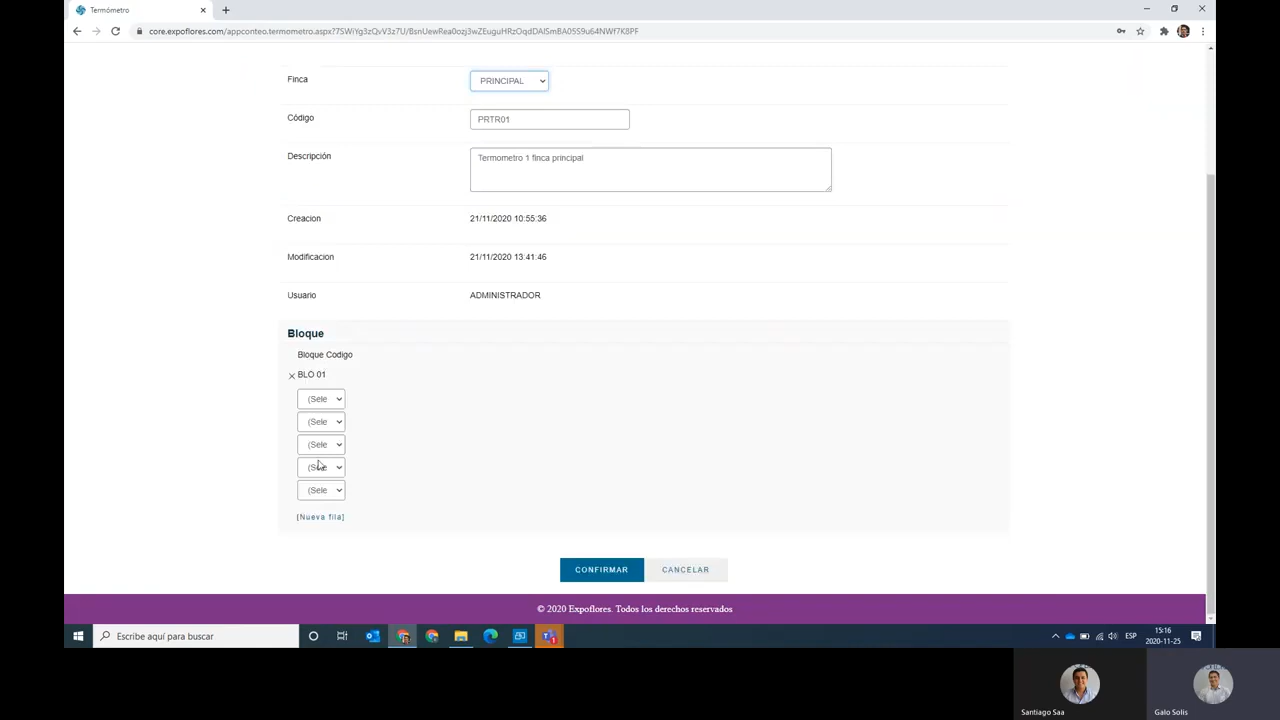 Termómetro
core.expoflores.com/appconteo.termometro.aspx?7SWiYg3zQvV3z7U/BsnUewRea0ozj3wZEuguHRzOqdDAlSmBA05S9u64NWf7K8PF
Finca
PRINCIPAL
Código
PRTR01
Descripción
Termometro 1 finca principal
Creacion
21/11/2020 10:55:36
Modificacion
21/11/2020 13:41:46
Usuario
ADMINISTRADOR
Bloque
Bloque Codigo
BLO 01
(Sele
(Sele
(Sele
(Sele
(Sele
[Nueva fila]
CONFIRMAR
CANCELAR
© 2020 Expoflores. Todos los derechos reservados
Escribe aquí para buscar
ESP
15:16
2020-11-25
Santiago Saa
Galo Solis